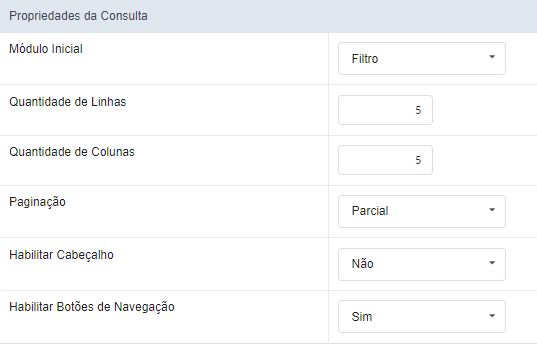 Propriedades da Consulta
Módulo Inicial
Filtro
Quantidade de Linhas
5
Quantidade de Colunas
5
Paginação
Parcial
Habilitar Cabeçalho
Não
Habilitar Botões de Navegação
Sim